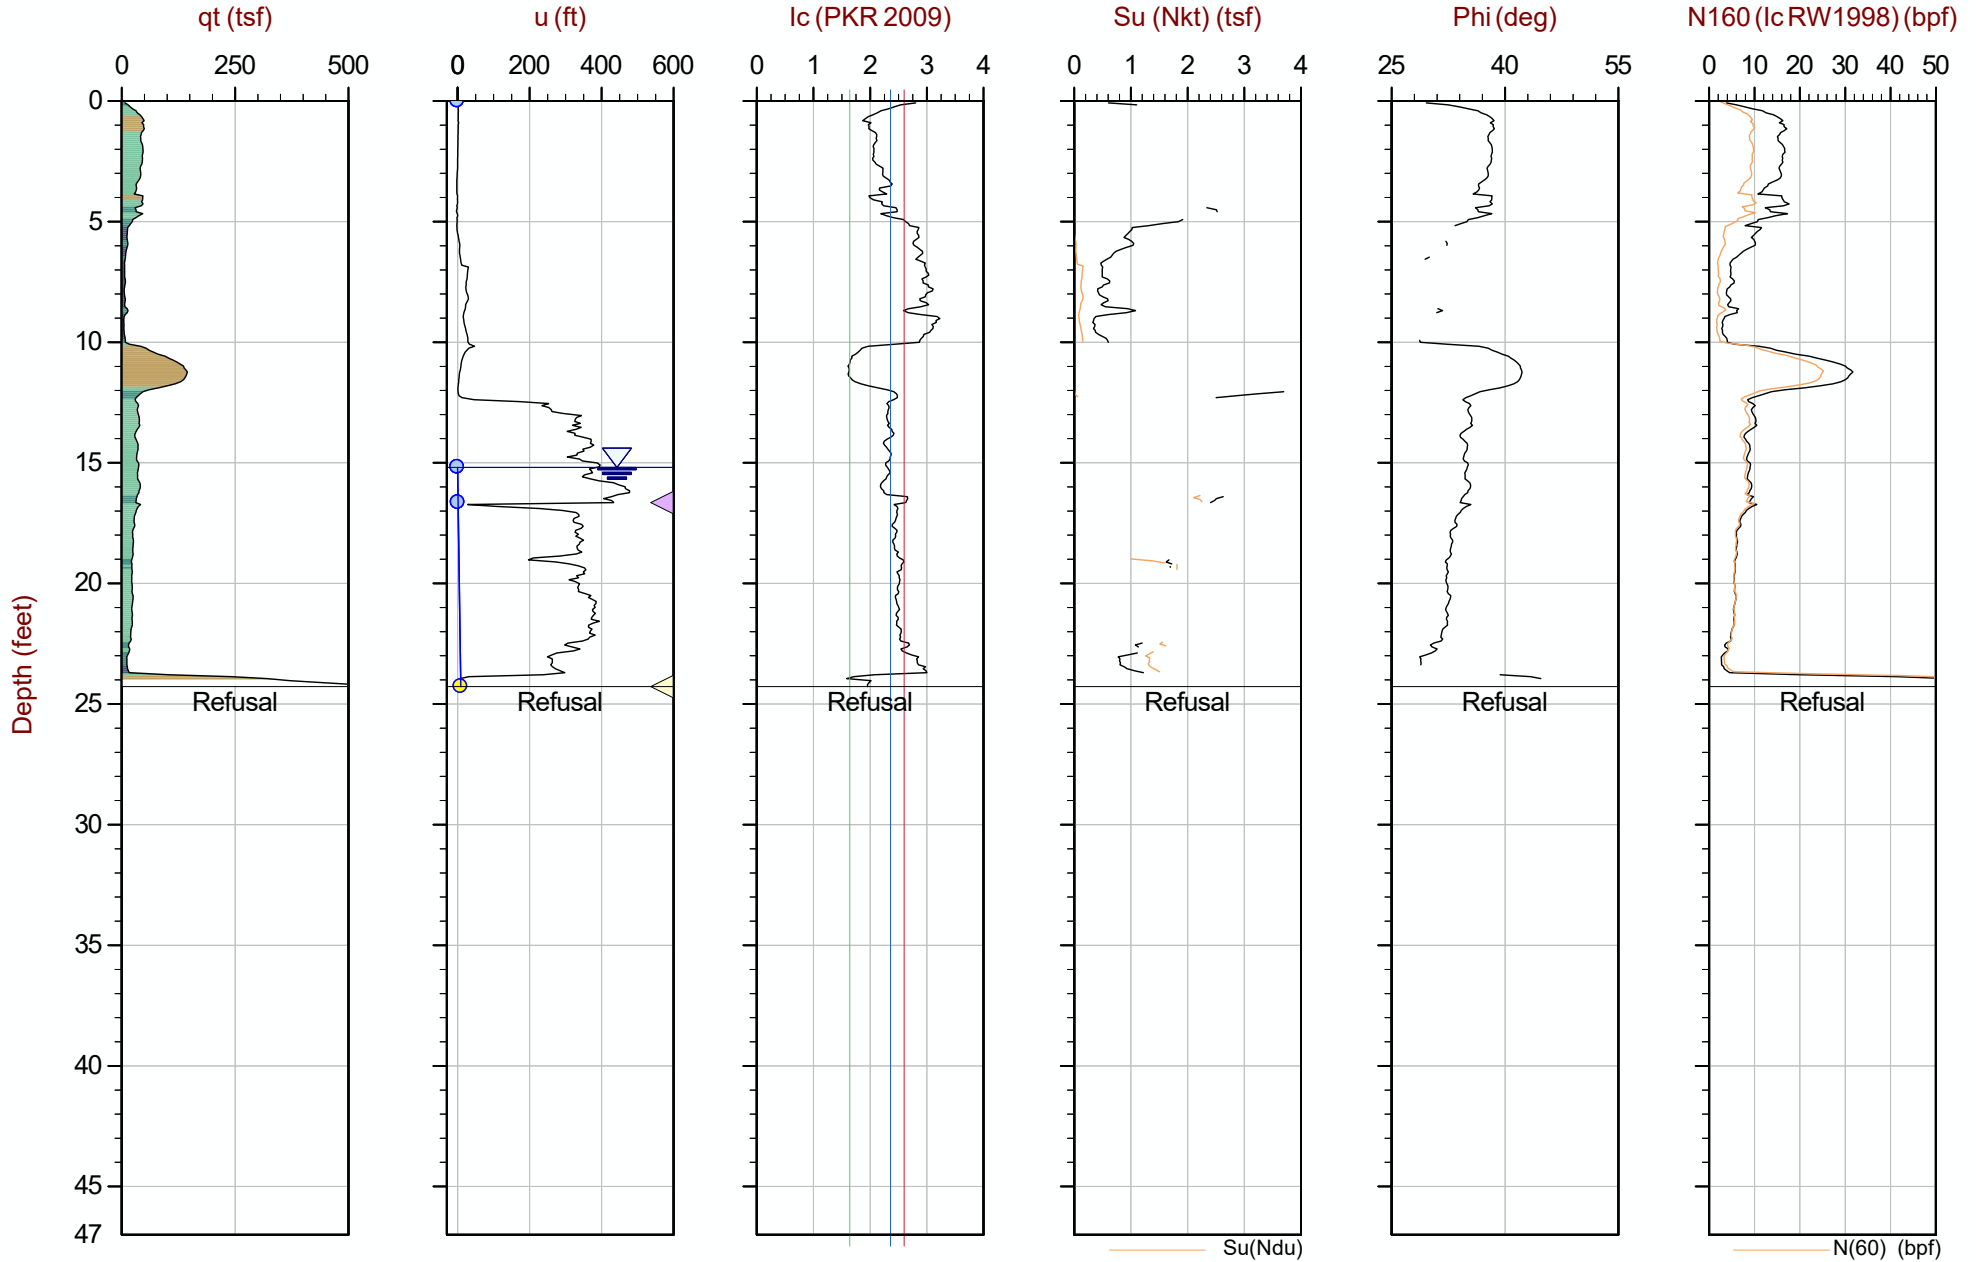 qt (tsf) u (ft) Ic (PKR 2009) Su (Nkt) (tsf) Phi (deg) N160 (Ic RW1998) (bpf)
0 250 500 0 200 400 600 0 1 2 3 4 0 1 2 3 4 25 40 55 0 10 20 30 40 50
0
5
10
15
20
Depth (feet)
Refusal Refusal Refusal Refusal Refusal Refusal
25
30
35
40
45
47
Su(Ndu) N(60) (bpf)